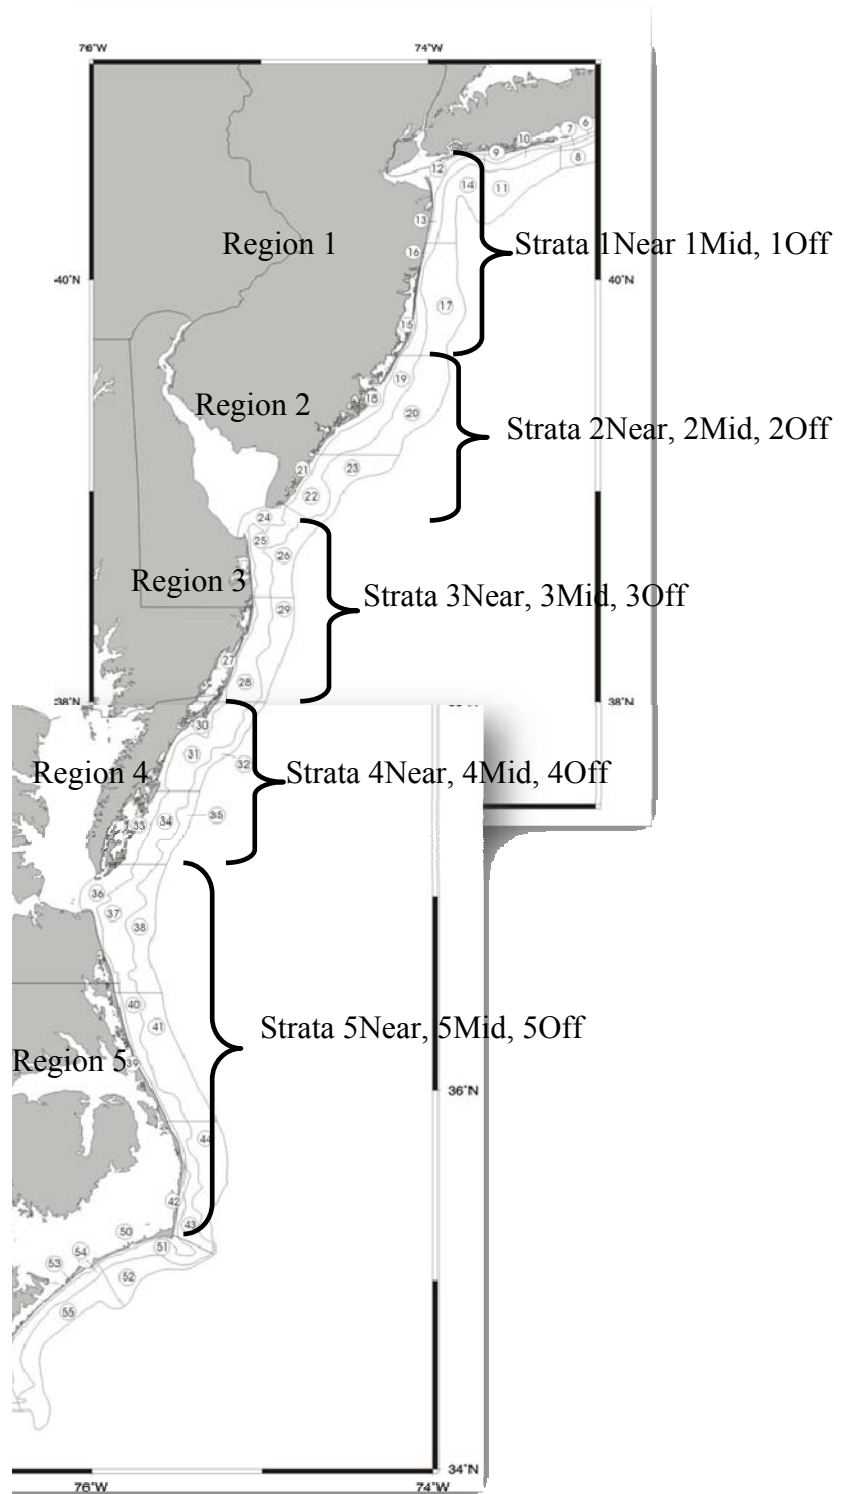 76°W 74°W
6
7
10
9
8
12
14 11
13
Region 1 Strata 1Near 1Mid, 1Off
16
40°N 40°N
17
15
19
18
20
Region 2
Strata 2Near, 2Mid, 2Off
21 23
22
24
25
26
Region 3
Strata 3Near, 3Mid, 3Off
29
27
28
38°N 38°N
30
31
32
Region 4 Strata 4Near, 4Mid, 4Off
33 34 35
36
37
38
40
41
Strata 5Near, 5Mid, 5Off
Region 5 39
36°N
44
42
43
50
51
54
53
52
55
34°N
76°W 74°W